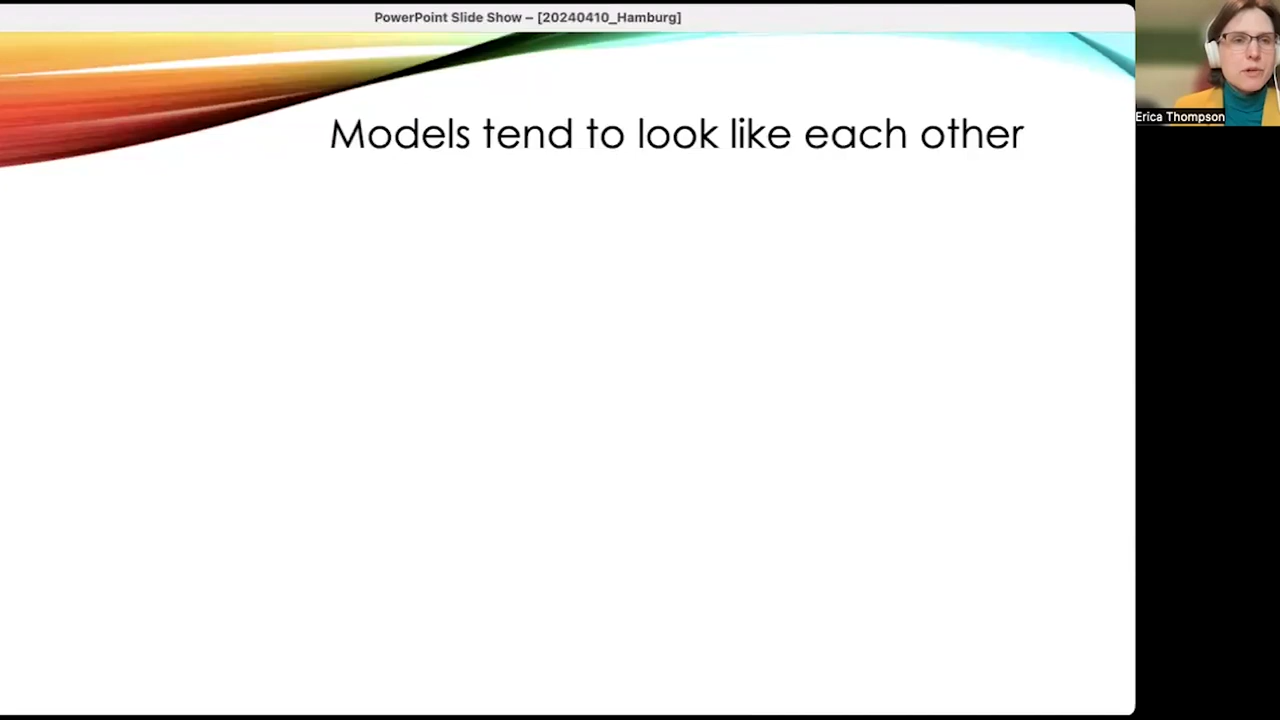 PowerPoint Slide Show – [20240410_Hamburg]
Models tend to look like each other
Erica Thompson